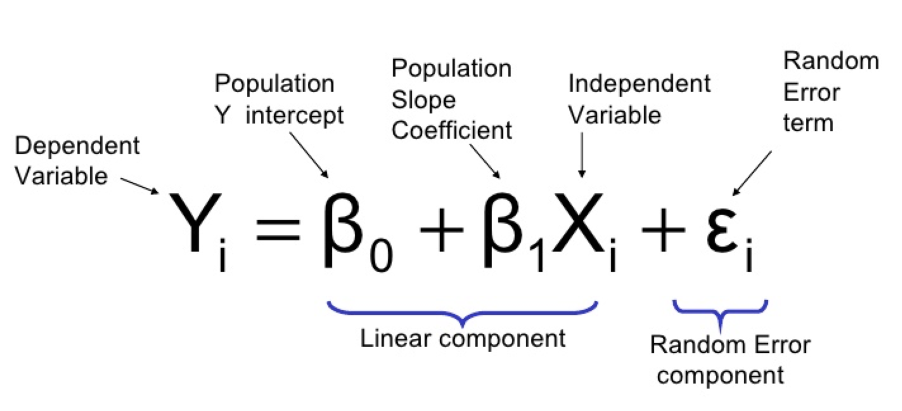 Dependent
Variable
Population
Y intercept
Population
Slope
Coefficient
Independent
Variable
Random
Error
term
Yi = β0 + β1Xi + εi
Linear component
Random Error
component